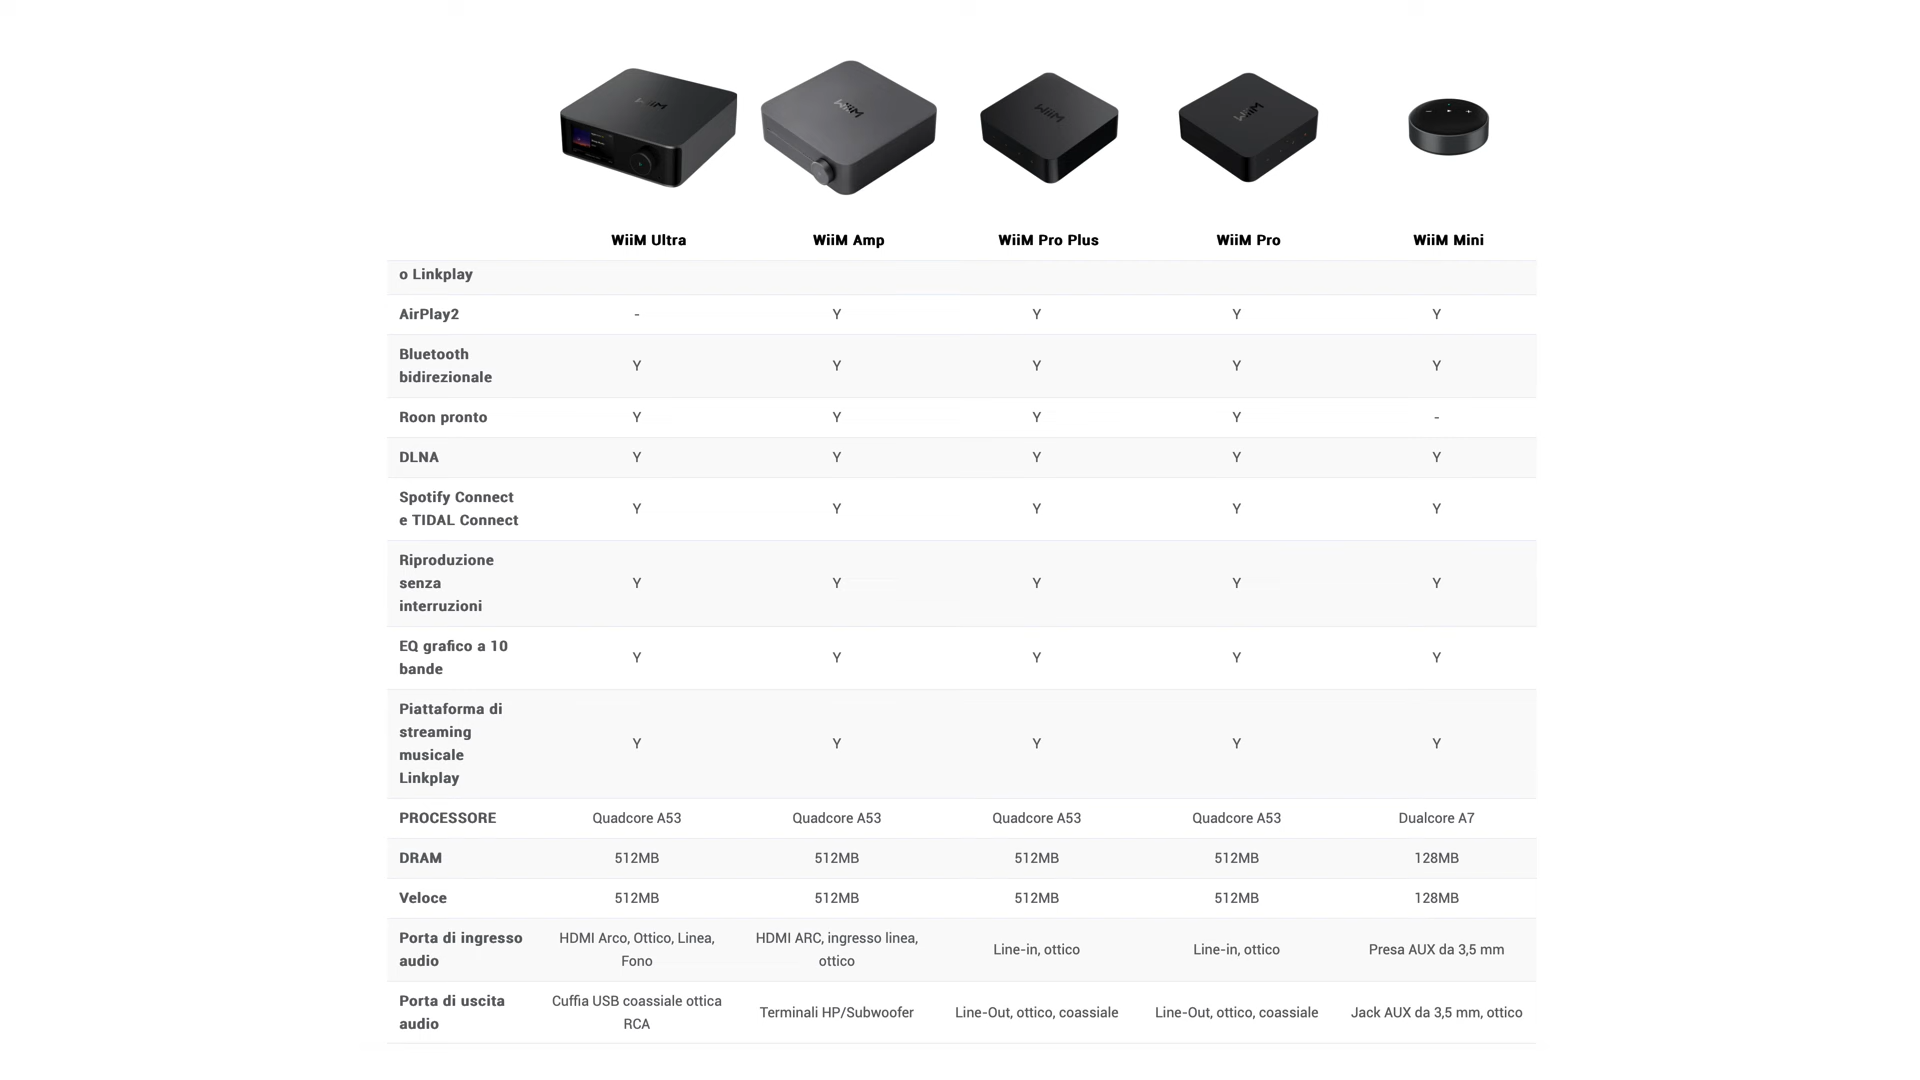 WiiM
WiiM
WiiM
WiiM
WiiM Ultra WiiM Amp WiiM Pro Plus WiiM Pro WiiM Mini
o Linkplay
AirPlay2 - Y Y Y Y
Bluetooth
bidirezionale Y Y Y Y Y
Roon pronto Y Y Y Y -
DLNA Y Y Y Y Y
Spotify Connect
e TIDAL Connect Y Y Y Y Y
Riproduzione
senza Y Y Y Y Y
interruzioni
EQ grafico a 10
bande Y Y Y Y Y
Piattaforma di
streaming
musicale Y Y Y Y Y
Linkplay
PROCESSORE Quadcore A53 Quadcore A53 Quadcore A53 Quadcore A53 Dualcore A7
DRAM 512MB 512MB 512MB 512MB 128MB
Veloce 512MB 512MB 512MB 512MB 128MB
Porta di ingresso
audio
HDMI Arco, Ottico, Linea,
Fono
HDMI ARC, ingresso linea,
ottico
Line-in, ottico
Line-in, ottico
Presa AUX da 3,5 mm
Porta di uscita
audio
Cuffia USB coassiale ottica
RCA
Terminali HP/Subwoofer
Line-Out, ottico, coassiale
Line-Out, ottico, coassiale
Jack AUX da 3,5 mm, ottico